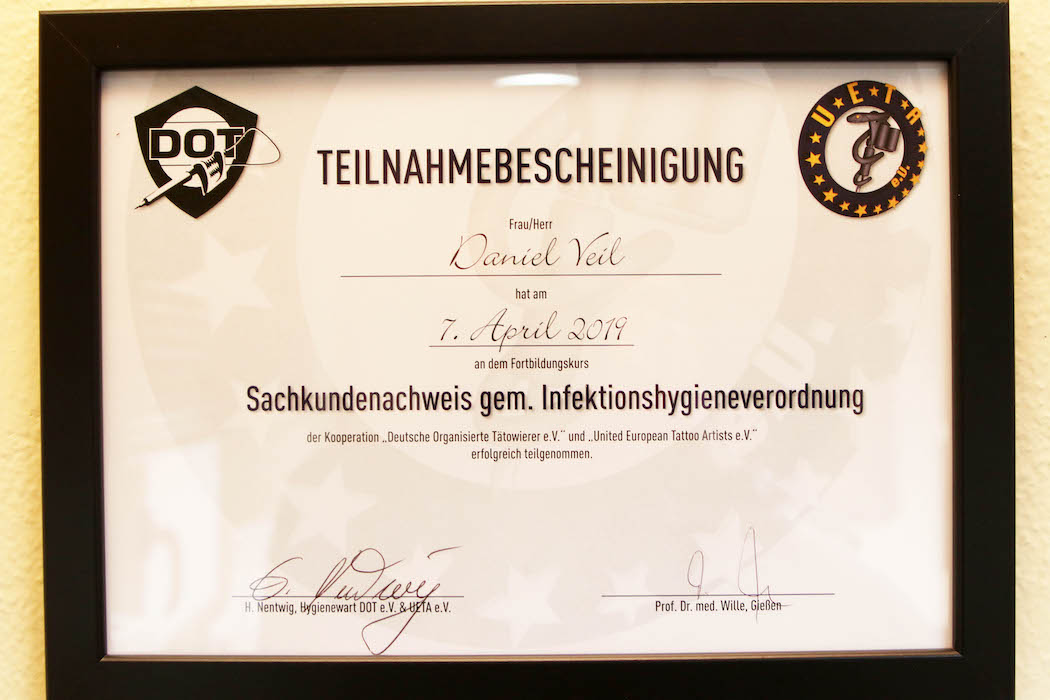 DOT
UETA e.V.
TEILNAHMEBESCHEINIGUNG
Frau/Herr
Daniel Veil
hat am
7. April 2019
an dem Fortbildungskurs
Sachkundenachweis gem. Infektionshygieneverordnung
der Kooperation „Deutsche Organisierte Tätowierer e.V.“ und „United European Tattoo Artists e.V.“
erfolgreich teilgenommen.
H. Nentwig, Hygienewart DOT e.V. & UETA e.V.
Prof. Dr. med. Wille, Gießen